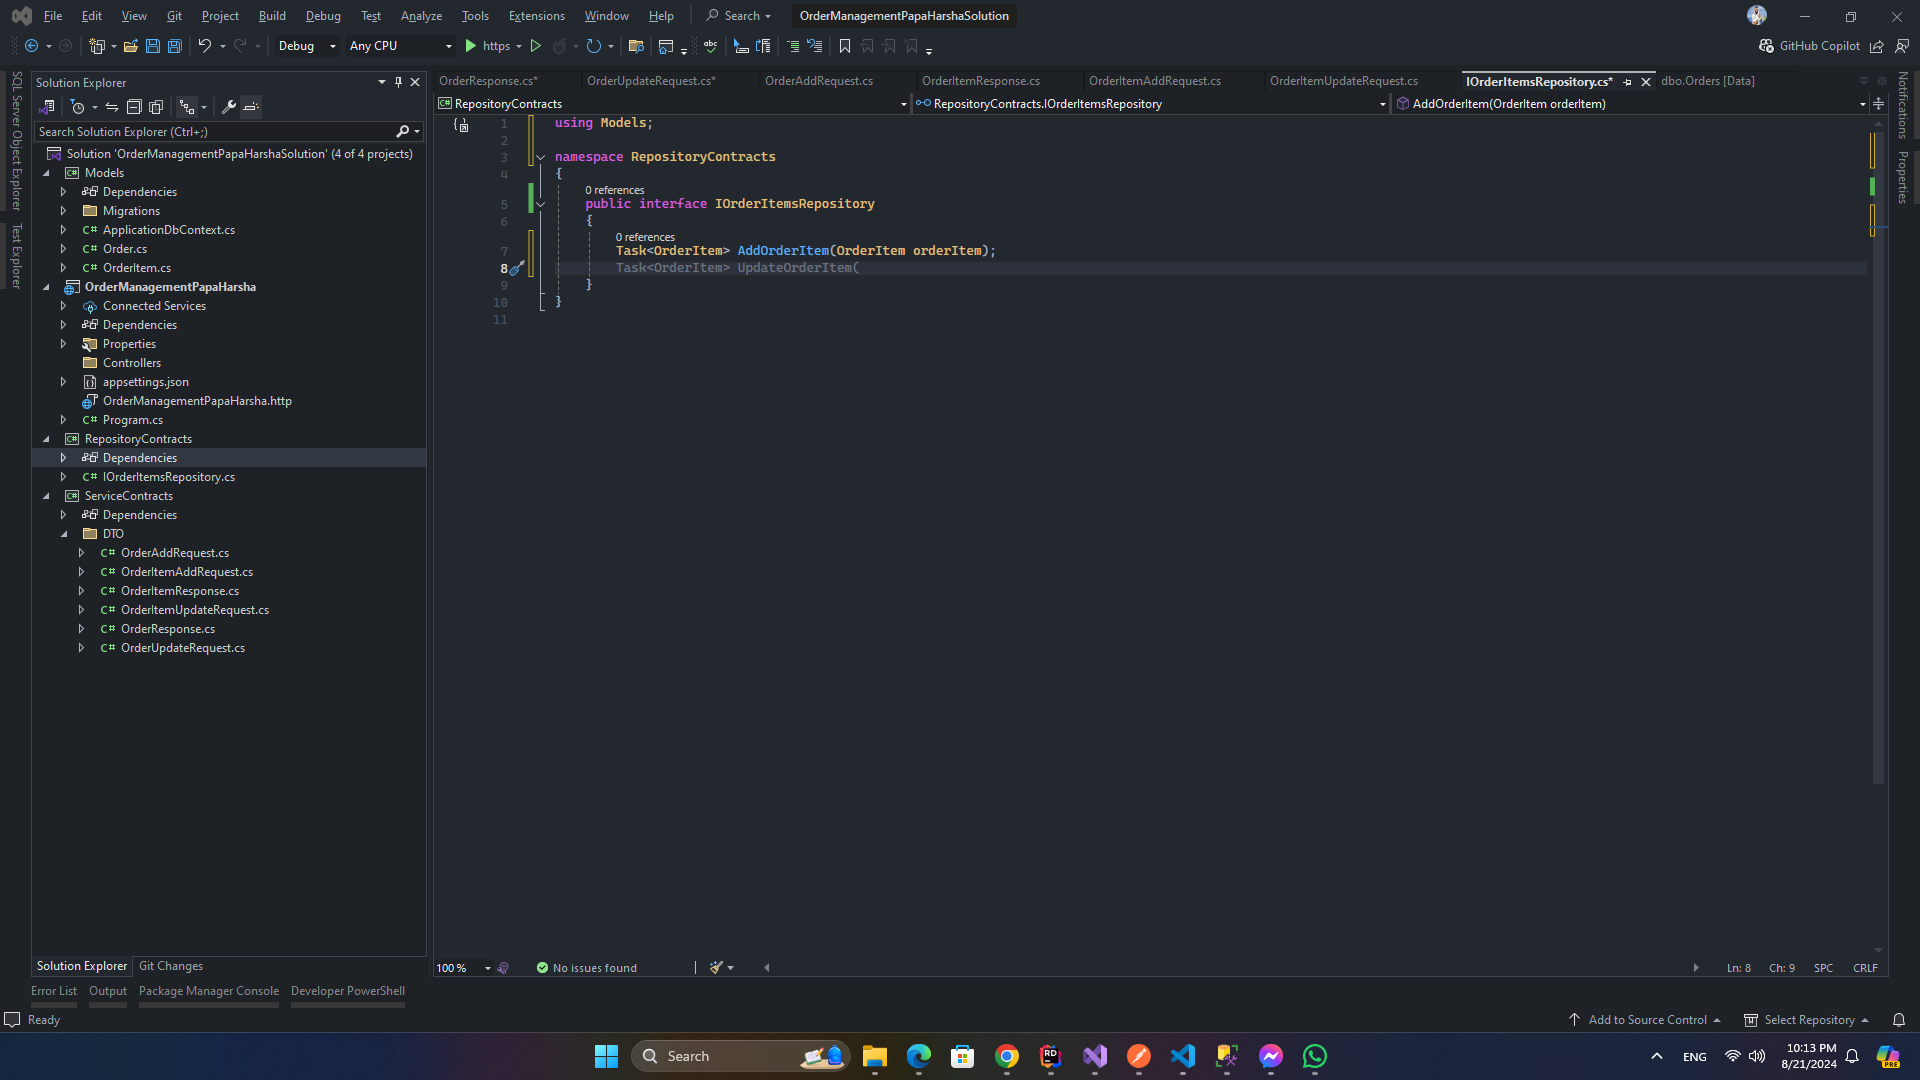 File Edit View Git Project Build Debug Test Analyze Tools Extensions Window Help Search OrderManagementPapaHarshaSolution
Debug Any CPU https GitHub Copilot
Solution Explorer
Search Solution Explorer (Ctrl+;)
Solution 'OrderManagementPapaHarshaSolution' (4 of 4 projects)
Models
Dependencies
Migrations
ApplicationDbContext.cs
Order.cs
OrderItem.cs
OrderManagementPapaHarsha
Connected Services
Dependencies
Properties
Controllers
appsettings.json
OrderManagementPapaHarsha.http
Program.cs
RepositoryContracts
Dependencies
IOrderItemsRepository.cs
ServiceContracts
Dependencies
DTO
OrderAddRequest.cs
OrderItemAddRequest.cs
OrderItemResponse.cs
OrderItemUpdateRequest.cs
OrderResponse.cs
OrderUpdateRequest.cs
Solution Explorer Git Changes
SQL Server Object Explorer
Test Explorer
OrderResponse.cs* OrderUpdateRequest.cs* OrderAddRequest.cs OrderItemResponse.cs OrderItemAddRequest.cs OrderItemUpdateRequest.cs IOrderItemsRepository.cs* dbo.Orders [Data]
RepositoryContracts RepositoryContracts.IOrderItemsRepository AddOrderItem(OrderItem orderItem)
1 using Models;
2
3 namespace RepositoryContracts
4 {
0 references
5 public interface IOrderItemsRepository
6 {
0 references
7 Task<OrderItem> AddOrderItem(OrderItem orderItem);
8 Task<OrderItem> UpdateOrderItem(
9 }
10 }
11
Notifications
Properties
100 % No issues found Ln: 8 Ch: 9 SPC CRLF
Error List Output Package Manager Console Developer PowerShell
Ready Add to Source Control Select Repository
Search ENG 10:13 PM
8/21/2024